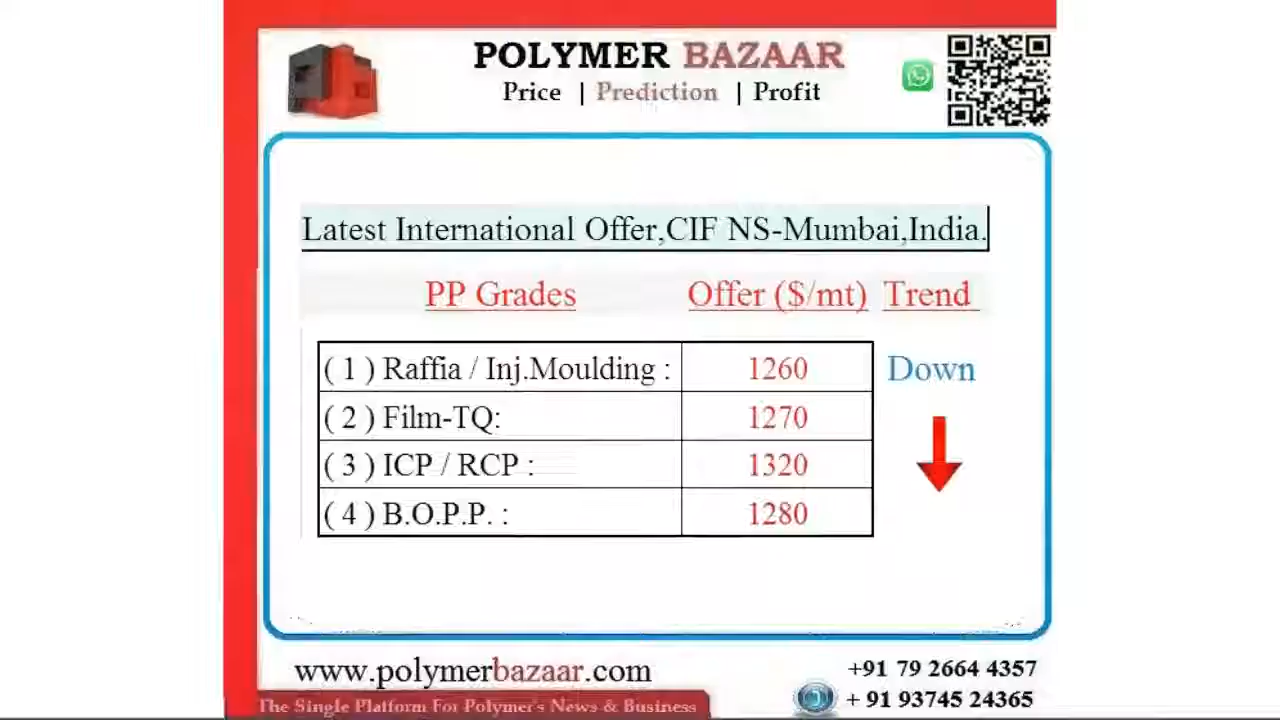 POLYMER BAZAAR
Price | Prediction | Profit
Latest International Offer,CIF NS-Mumbai,India.
PP Grades Offer ($/mt) Trend
( 1 ) Raffia / Inj.Moulding : 1260 Down
( 2 ) Film-TQ: 1270
( 3 ) ICP / RCP : 1320
( 4 ) B.O.P.P. : 1280
www.polymerbazaar.com
+91 79 2664 4357
+ 91 93745 24365
The Single Platform For Polymer's News & Business